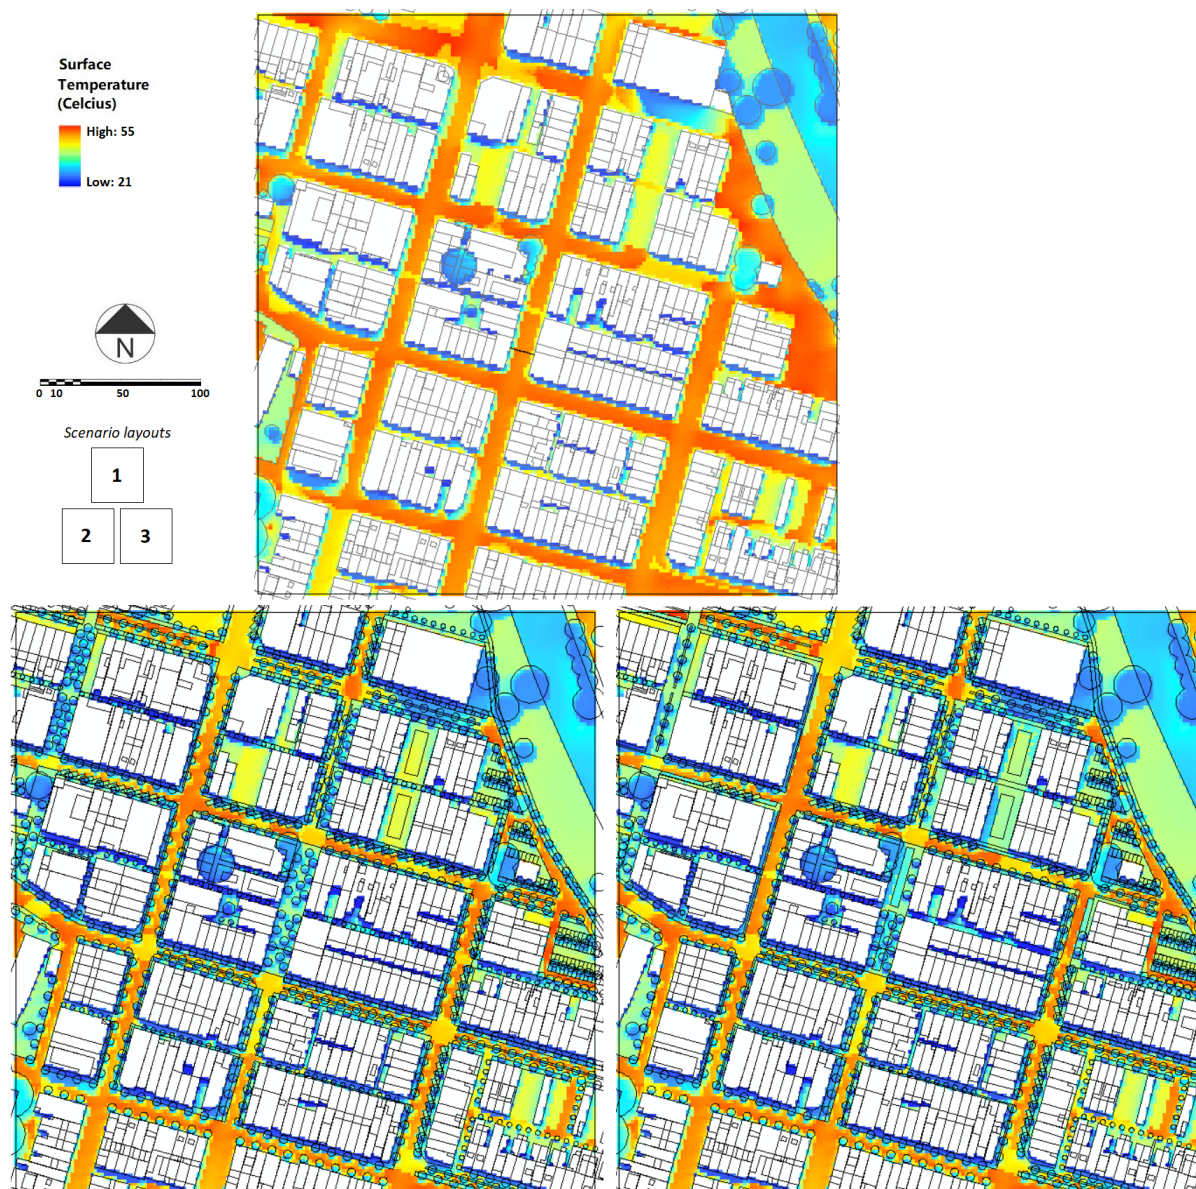 Surface
Temperature
(Celcius)
High: 55
Low: 21
N
0 10 50 100
Scenario layouts
1
2 3